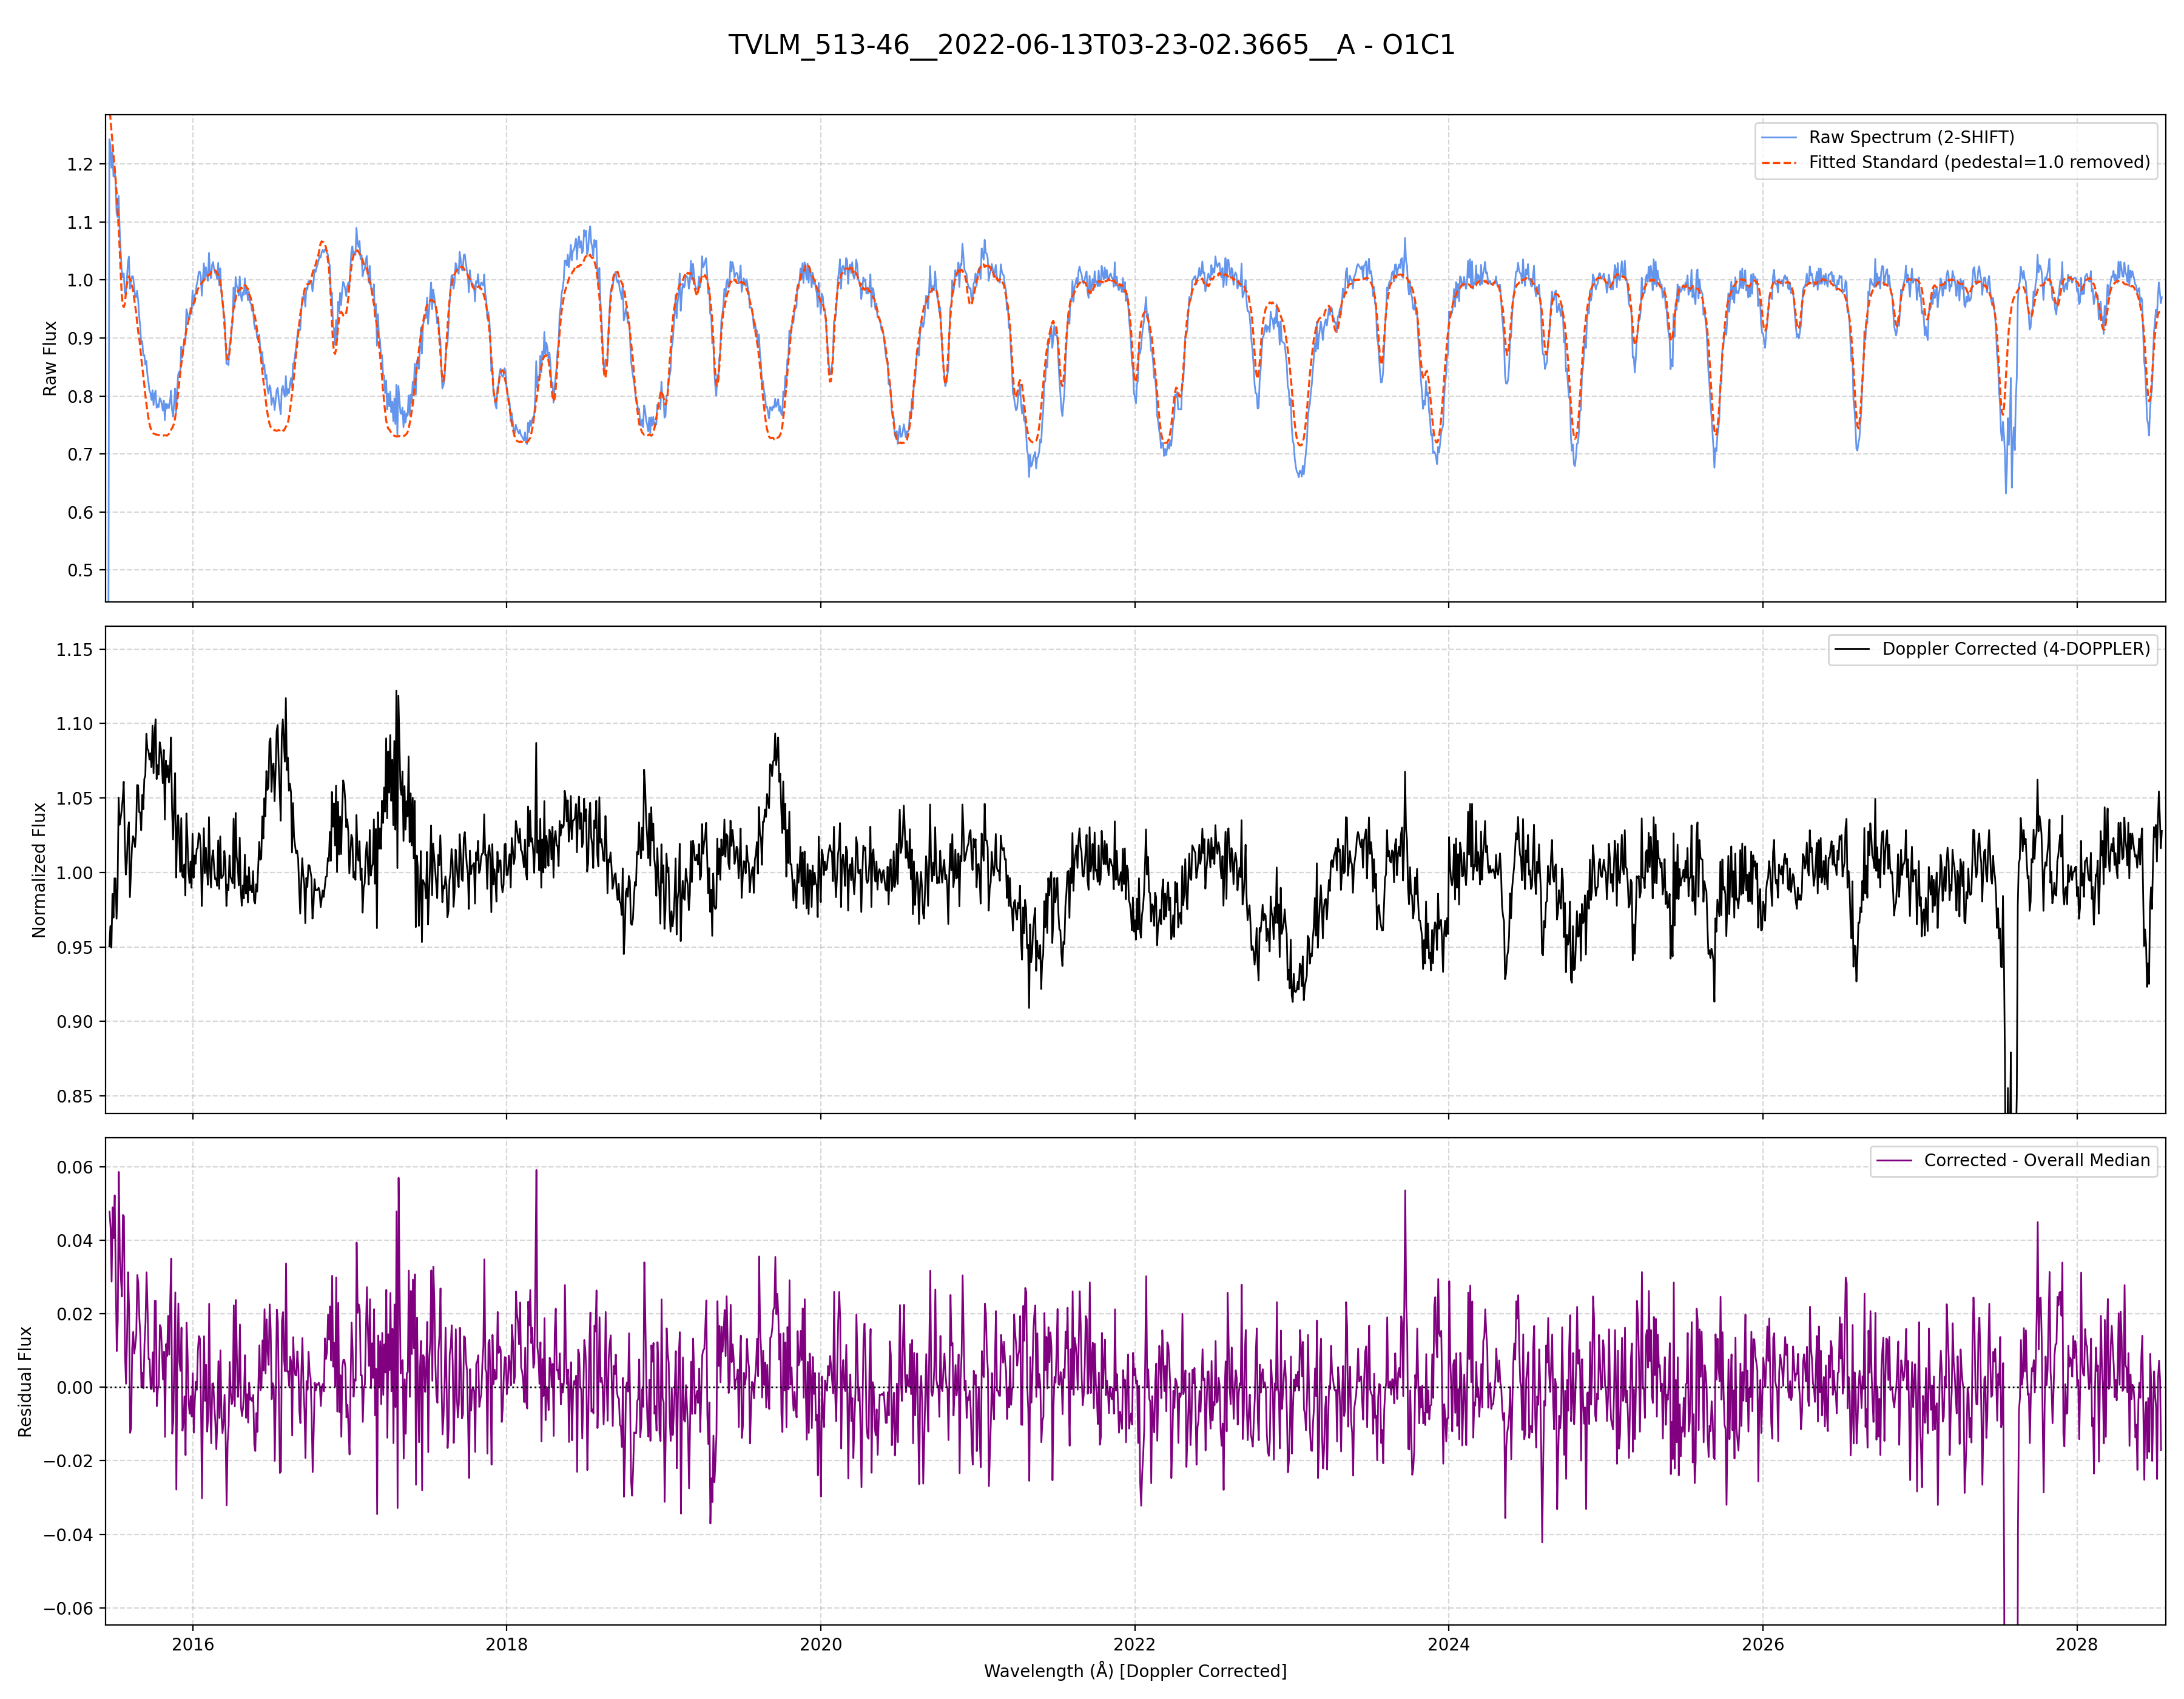 TVLM_513-46__2022-06-13T03-23-02.3665__A - O1C1
Raw Flux
1.2
1.1
1.0
0.9
0.8
0.7
0.6
0.5
Raw Spectrum (2-SHIFT)
Fitted Standard (pedestal=1.0 removed)
Normalized Flux
1.15
1.10
1.05
1.00
0.95
0.90
0.85
Doppler Corrected (4-DOPPLER)
Residual Flux
0.06
0.04
0.02
0.00
−0.02
−0.04
−0.06
Corrected - Overall Median
2016 2018 2020 2022 2024 2026 2028
Wavelength (Å) [Doppler Corrected]